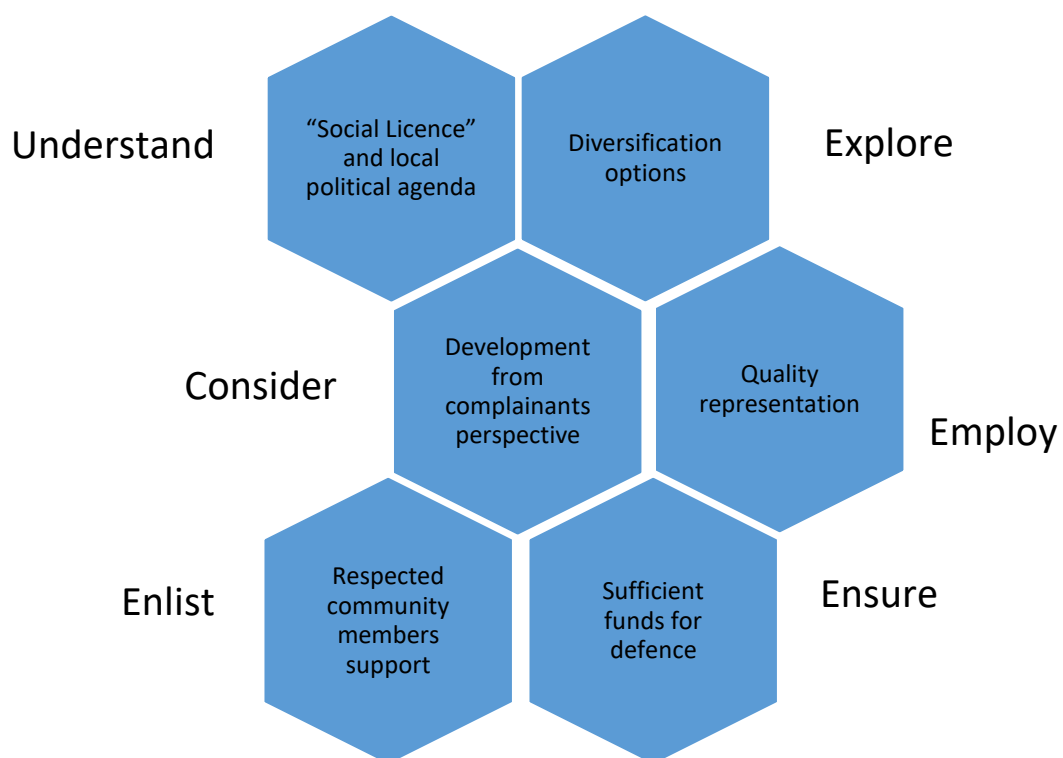 Understand
“Social Licence”
and local
political agenda
Diversification
options
Explore
Consider
Development
from
complainants
perspective
Quality
representation
Employ
Enlist
Respected
community
members
support
Sufficient
funds for
defence
Ensure